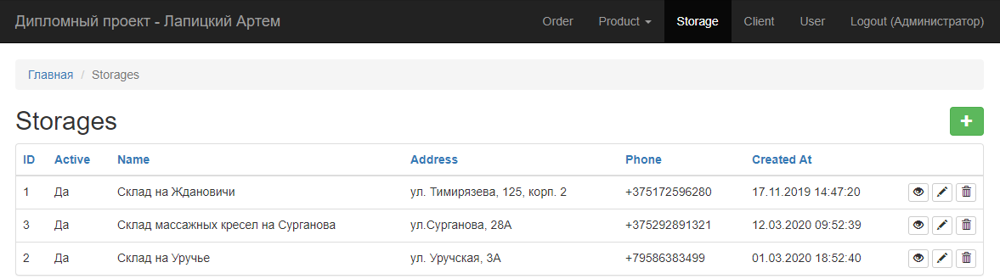 Дипломный проект - Лапицкий Артем Order Product Storage Client User Logout (Администратор)
Главная / Storages
Storages
ID Active Name Address Phone Created At
1 Да Склад на Ждановичи ул. Тимирязева, 125, корп. 2 +375172596280 17.11.2019 14:47:20
3 Да Склад массажных кресел на Сурганова ул.Сурганова, 28А +375292891321 12.03.2020 09:52:39
2 Да Склад на Уручье ул. Уручская, 3А +79586383499 01.03.2020 18:52:40